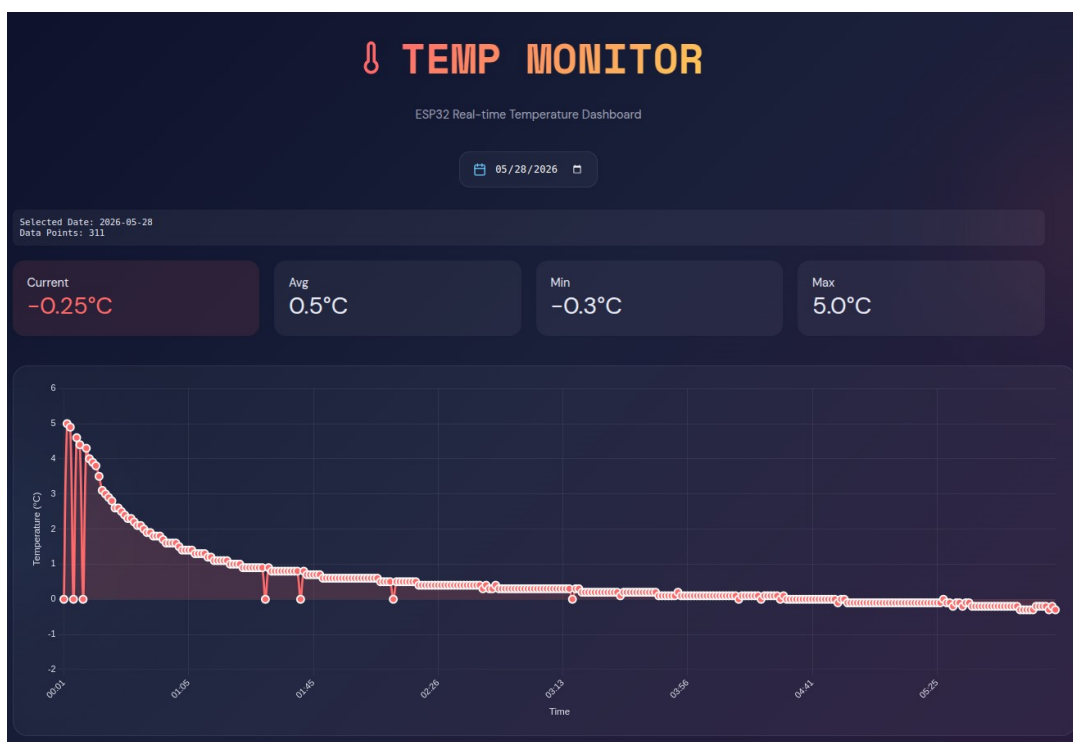 TEMP MONITOR
ESP32 Real-time Temperature Dashboard
05/28/2026
Selected Date: 2026-05-28
Data Points: 311
Current
-0.25°C
Avg
0.5°C
Min
-0.3°C
Max
5.0°C
6
5
4
3
2
1
0
-1
-2
Temperature (°C)
00:01
01:05
01:45
02:26
03:13
03:56
04:41
05:25
Time